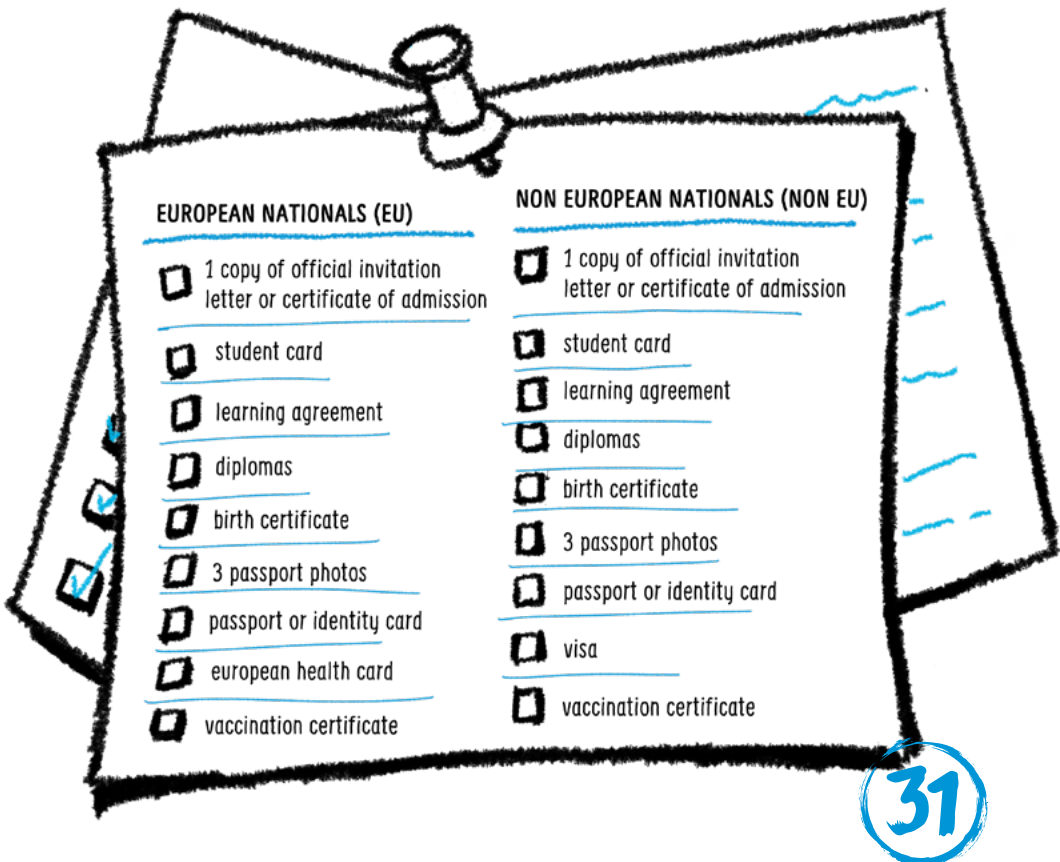 EUROPEAN NATIONALS (EU)
1 copy of official invitation
letter or certificate of admission
student card
learning agreement
diplomas
birth certificate
3 passport photos
passport or identity card
european health card
vaccination certificate
NON EUROPEAN NATIONALS (NON EU)
1 copy of official invitation
letter or certificate of admission
student card
learning agreement
diplomas
birth certificate
3 passport photos
passport or identity card
visa
vaccination certificate
31